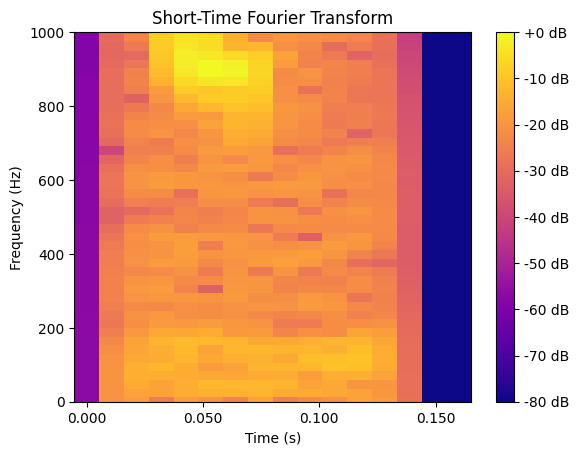 Short-Time Fourier Transform
1000
800
600
400
200
0
Frequency (Hz)
0.000
0.050
0.100
0.150
Time (s)
+0 dB
-10 dB
-20 dB
-30 dB
-40 dB
-50 dB
-60 dB
-70 dB
-80 dB